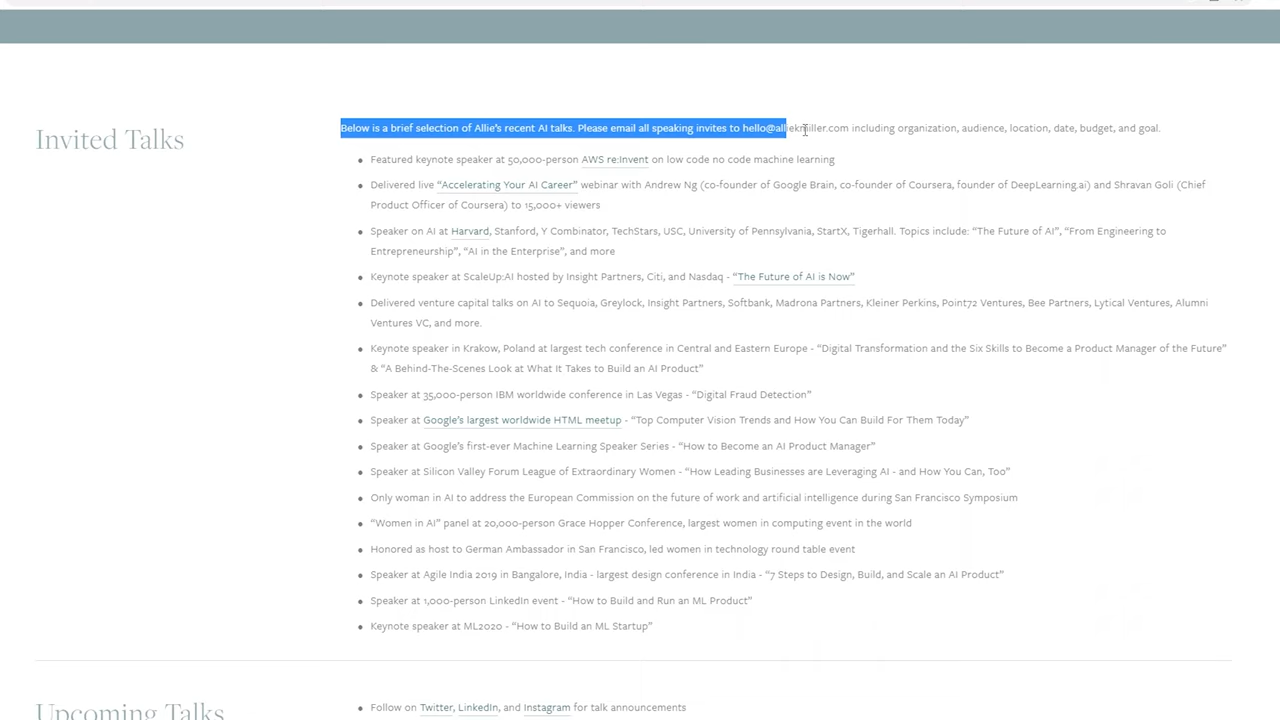 Invited Talks
Below is a brief selection of Allie's recent AI talks. Please email all speaking invites to hello@alliekmiller.com including organization, audience, location, date, budget, and goal.
Featured keynote speaker at 50,000-person AWS re:Invent on low code no code machine learning
Delivered live “Accelerating Your AI Career” webinar with Andrew Ng (co-founder of Google Brain, co-founder of Coursera, founder of DeepLearning.ai) and Shravan Goli (Chief
Product Officer of Coursera) to 15,000+ viewers
Speaker on AI at Harvard, Stanford, Y Combinator, TechStars, USC, University of Pennsylvania, StartX, Tigerhall. Topics include: “The Future of AI”, “From Engineering to
Entrepreneurship”, “AI in the Enterprise”, and more
Keynote speaker at ScaleUp:AI hosted by Insight Partners, Citi, and Nasdaq - “The Future of AI is Now”
Delivered venture capital talks on AI to Sequoia, Greylock, Insight Partners, Softbank, Madrona Partners, Kleiner Perkins, Point72 Ventures, Bee Partners, Lytical Ventures, Alumni
Ventures VC, and more.
Keynote speaker in Krakow, Poland at largest tech conference in Central and Eastern Europe - “Digital Transformation and the Six Skills to Become a Product Manager of the Future”
& “A Behind-The-Scenes Look at What It Takes to Build an AI Product”
Speaker at 35,000-person IBM worldwide conference in Las Vegas - “Digital Fraud Detection”
Speaker at Google's largest worldwide HTML meetup - “Top Computer Vision Trends and How You Can Build For Them Today”
Speaker at Google's first-ever Machine Learning Speaker Series - “How to Become an AI Product Manager”
Speaker at Silicon Valley Forum League of Extraordinary Women - “How Leading Businesses are Leveraging AI - and How You Can, Too”
Only woman in AI to address the European Commission on the future of work and artificial intelligence during San Francisco Symposium
“Women in AI” panel at 20,000-person Grace Hopper Conference, largest women in computing event in the world
Honored as host to German Ambassador in San Francisco, led women in technology round table event
Speaker at Agile India 2019 in Bangalore, India - largest design conference in India - “7 Steps to Design, Build, and Scale an AI Product”
Speaker at 1,000-person LinkedIn event - “How to Build and Run an ML Product”
Keynote speaker at ML2020 - “How to Build an ML Startup”
Upcoming Talks
Follow on Twitter, LinkedIn, and Instagram for talk announcements